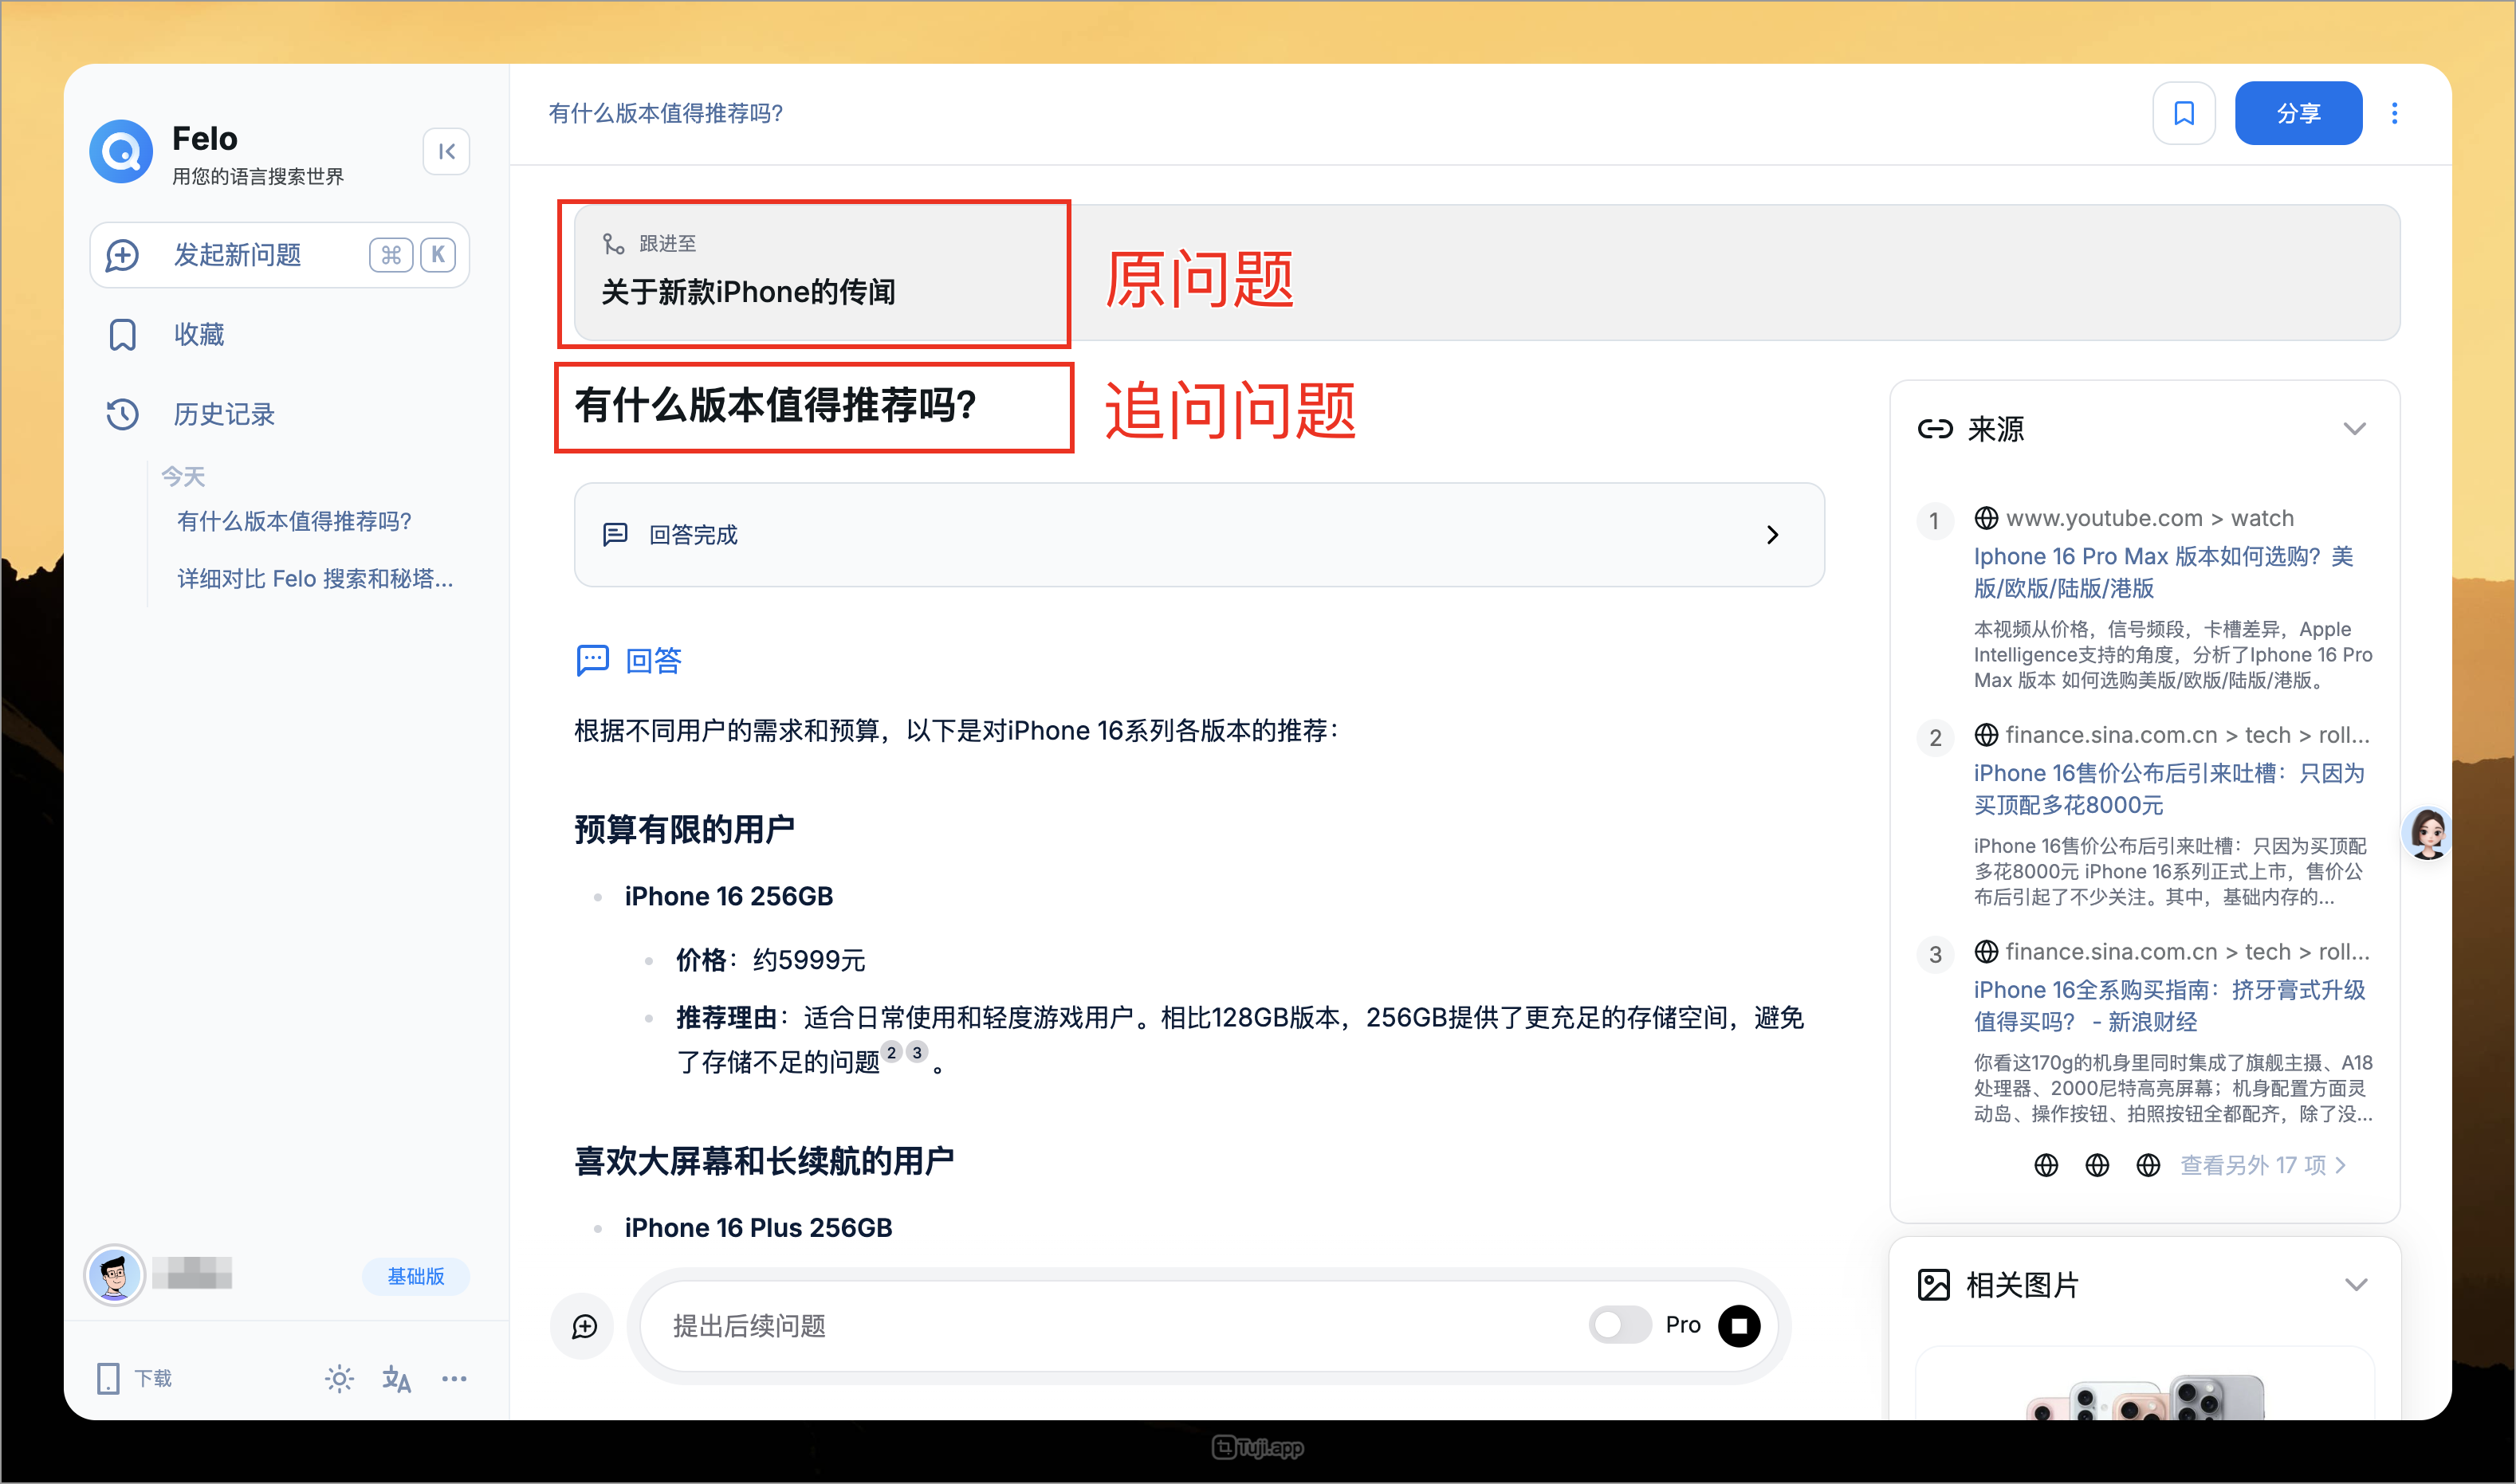 Felo
用您的语言搜索世界
发起新问题
⌘ K
收藏
历史记录
今天
有什么版本值得推荐吗?
详细对比 Felo 搜索和秘塔...
基础版
下载
有什么版本值得推荐吗?
分享
跟进至
关于新款iPhone的传闻
原问题
有什么版本值得推荐吗?
追问问题
回答完成
回答
根据不同用户的需求和预算，以下是对iPhone 16系列各版本的推荐：
预算有限的用户
iPhone 16 256GB
价格：约5999元
推荐理由：适合日常使用和轻度游戏用户。相比128GB版本，256GB提供了更充足的存储空间，避免
了存储不足的问题 2 3 。
喜欢大屏幕和长续航的用户
iPhone 16 Plus 256GB
提出后续问题
Pro
来源
1
www.youtube.com > watch
Iphone 16 Pro Max 版本如何选购？美
版/欧版/陆版/港版
本视频从价格，信号频段，卡槽差异，Apple
Intelligence支持的角度，分析了Iphone 16 Pro
Max 版本 如何选购美版/欧版/陆版/港版。
2
finance.sina.com.cn > tech > roll...
iPhone 16售价公布后引来吐槽：只因为
买顶配多花8000元
iPhone 16售价公布后引来吐槽：只因为买顶配
多花8000元 iPhone 16系列正式上市，售价公
布后引起了不少关注。其中，基础内存的...
3
finance.sina.com.cn > tech > roll...
iPhone 16全系购买指南：挤牙膏式升级
值得买吗？ - 新浪财经
你看这170g的机身里同时集成了旗舰主摄、A18
处理器、2000尼特高亮屏幕；机身配置方面灵
动岛、操作按钮、拍照按钮全都配齐，除了没...
查看另外 17 项 >
相关图片
Tuji.app